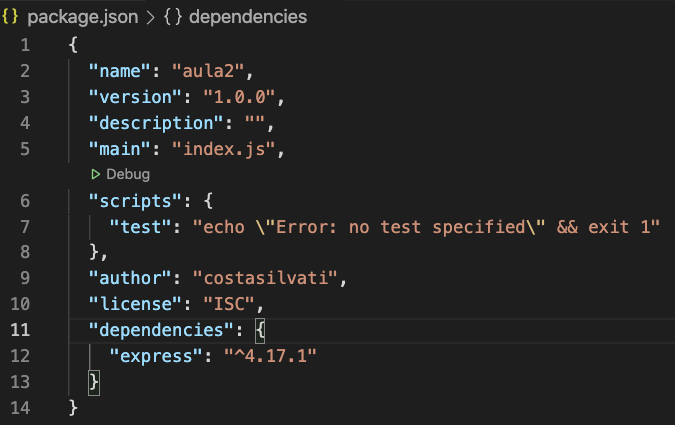 {} package.json > {} dependencies
1 {
2 "name": "aula2",
3 "version": "1.0.0",
4 "description": "",
5 "main": "index.js",
Debug
6 "scripts": {
7 "test": "echo \"Error: no test specified\" && exit 1"
8 },
9 "author": "costasilvati",
10 "license": "ISC",
11 "dependencies": {
12 "express": "^4.17.1"
13 }
14 }